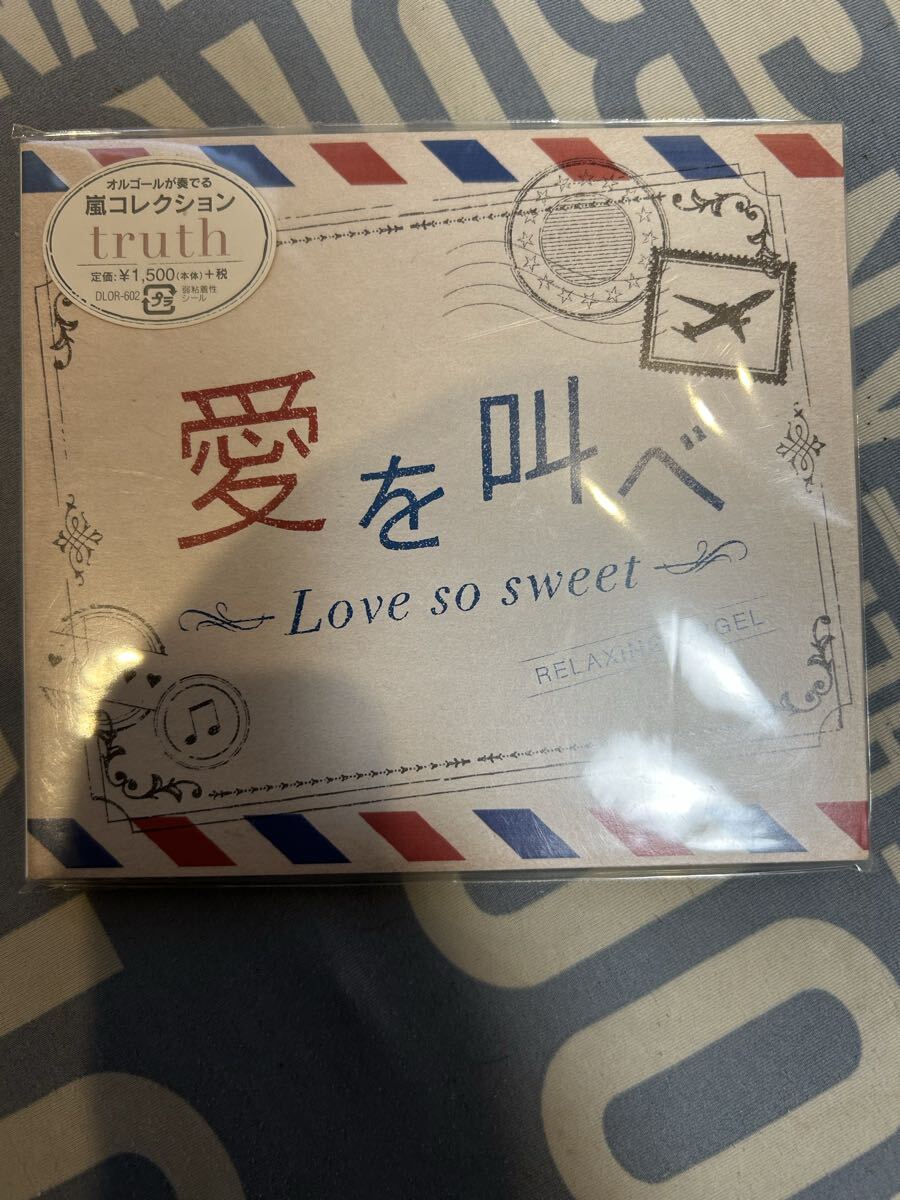 オルゴールが奏でる
嵐コレクション
truth
定価:¥1,500(本体)+税
DLOR-602
プラ
弱粘着性
シール
愛を叫べ
Love so sweet
RELAXING